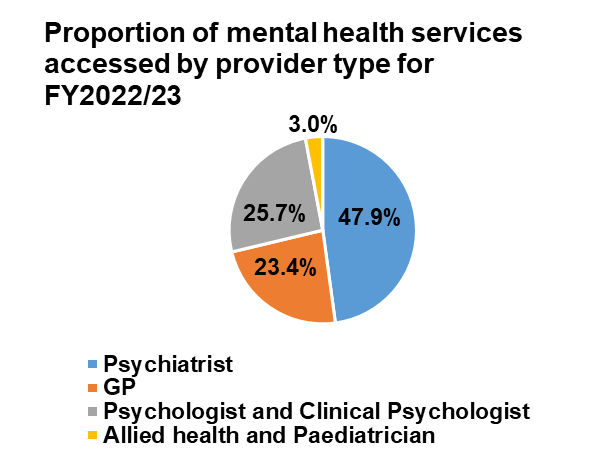 Proportion of mental health services
accessed by provider type for
FY2022/23
3.0%
25.7%
47.9%
23.4%
Psychiatrist
GP
Psychologist and Clinical Psychologist
Allied health and Paediatrician